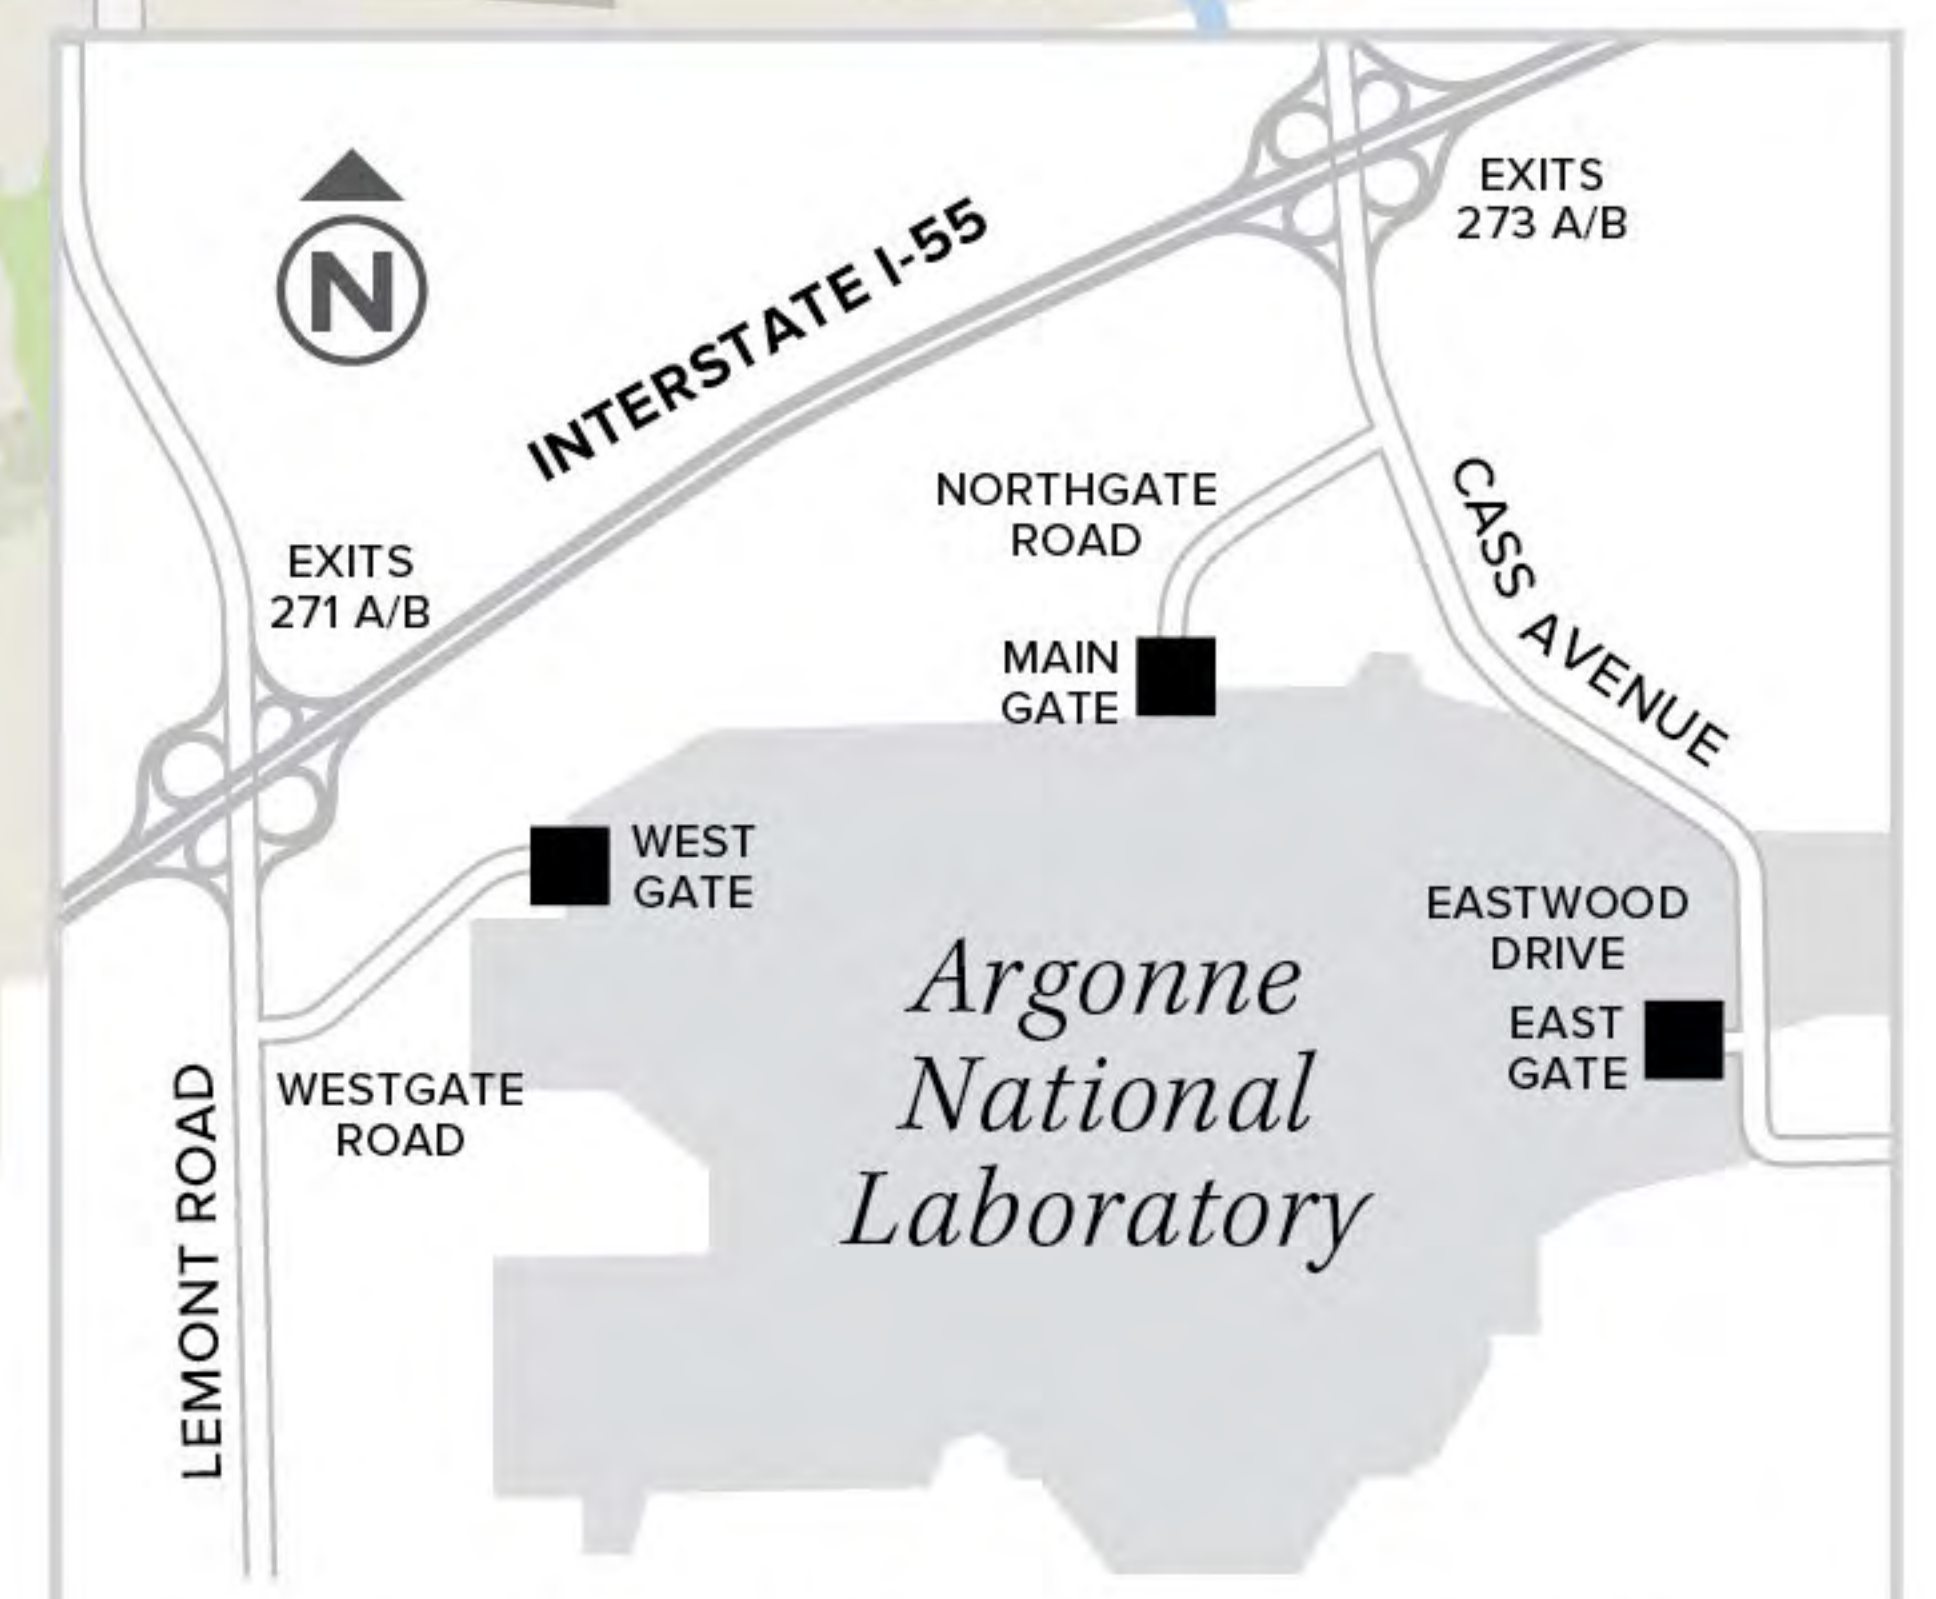 EXITS
273 A/B
N
INTERSTATE I-55
NORTHGATE
ROAD
CASS AVENUE
EXITS
271 A/B
MAIN
GATE
WEST
GATE
EASTWOOD
DRIVE
Argonne
National
Laboratory
EAST
GATE
WESTGATE
ROAD
LEMONT ROAD